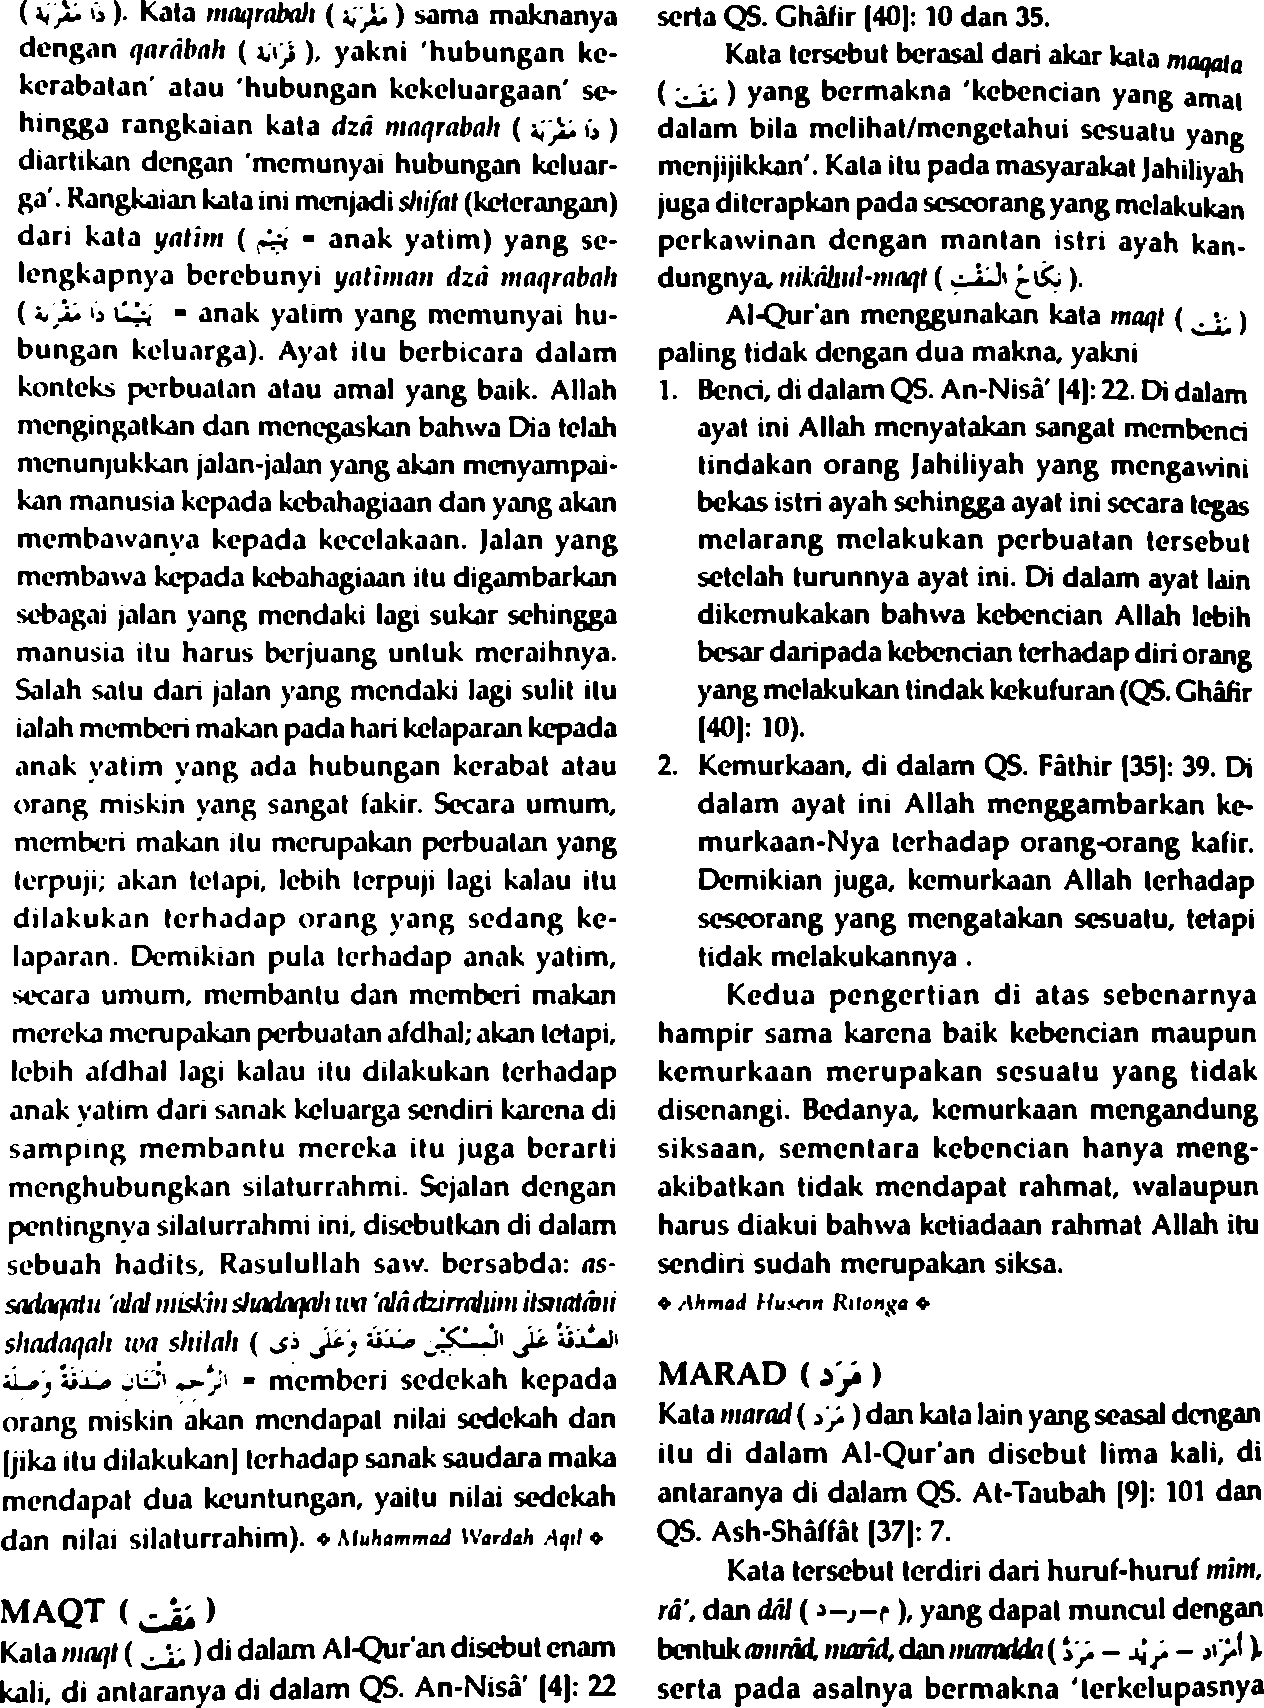 ( ذَا مَقْرَبَةٍ ). Kata maqrabah ( مَقْرَبَة ) sama maknanya
dengan qarâbah ( قَرَابَة ), yakni 'hubungan ke-
kerabatan' atau 'hubungan kekeluargaan' se-
hingga rangkaian kata dzâ maqrabah ( ذَا مَقْرَبَةٍ )
diartikan dengan 'memunyai hubungan keluar-
ga'. Rangkaian kata ini menjadi shifat (keterangan)
dari kata yatîm ( يَتِيْم = anak yatim) yang se-
lengkapnya berebunyi yatîman dzâ maqrabah
( يَتِيْمًا ذَا مَقْرَبَةٍ = anak yatim yang memunyai hu-
bungan keluarga). Ayat itu berbicara dalam
konteks perbuatan atau amal yang baik. Allah
mengingatkan dan menegaskan bahwa Dia telah
menunjukkan jalan-jalan yang akan menyampai-
kan manusia kepada kebahagiaan dan yang akan
membawanya kepada kecelakaan. Jalan yang
membawa kepada kebahagiaan itu digambarkan
sebagai jalan yang mendaki lagi sukar sehingga
manusia itu harus berjuang untuk meraihnya.
Salah satu dari jalan yang mendaki lagi sulit itu
ialah memberi makan pada hari kelaparan kepada
anak yatim yang ada hubungan kerabat atau
orang miskin yang sangat fakir. Secara umum,
memberi makan itu merupakan perbuatan yang
terpuji; akan tetapi, lebih terpuji lagi kalau itu
dilakukan terhadap orang yang sedang ke-
laparan. Demikian pula terhadap anak yatim,
secara umum, membantu dan memberi makan
mereka merupakan perbuatan afdhal; akan tetapi,
lebih afdhal lagi kalau itu dilakukan terhadap
anak yatim dari sanak keluarga sendiri karena di
samping membantu mereka itu juga berarti
menghubungkan silaturrahmi. Sejalan dengan
pentingnya silaturrahmi ini, disebutkan di dalam
sebuah hadits, Rasulullah saw. bersabda: as-
sadaqatu 'alal miskîn shadaqah wa 'alâ dzirrahim itsnatâni
shadaqah wa shilah ( الصَّدَقَةُ عَلَى الْمِسْكِيْنِ صَدَقَةٌ وَعَلَى ذِى
الرَّحِمِ اثْنَتَانِ صَدَقَةٌ وَصِلَةٌ = memberi sedekah kepada
orang miskin akan mendapat nilai sedekah dan
[jika itu dilakukan] terhadap sanak saudara maka
mendapat dua keuntungan, yaitu nilai sedekah
dan nilai silaturrahim). ❖ Muhammad Wardah Aqil ❖
MAQT ( مَقْت )
Kata maqt ( مَقْت ) di dalam Al-Qur'an disebut enam
kali, di antaranya di dalam QS. An-Nisâ' [4]: 22
serta QS. Ghâfir [40]: 10 dan 35.
Kata tersebut berasal dari akar kata maqata
( مَقَتَ ) yang bermakna 'kebencian yang amat
dalam bila melihat/mengetahui sesuatu yang
menjijikkan'. Kata itu pada masyarakat Jahiliyah
juga diterapkan pada seseorang yang melakukan
perkawinan dengan mantan istri ayah kan-
dungnya, nikâhul-maqt ( نِكَاحُ الْمَقْتِ ).
Al-Qur'an menggunakan kata maqt ( مَقْت )
paling tidak dengan dua makna, yakni
1. Benci, di dalam QS. An-Nisâ' [4]: 22. Di dalam
ayat ini Allah menyatakan sangat membenci
tindakan orang Jahiliyah yang mengawini
bekas istri ayah sehingga ayat ini secara tegas
melarang melakukan perbuatan tersebut
setelah turunnya ayat ini. Di dalam ayat lain
dikemukakan bahwa kebencian Allah lebih
besar daripada kebencian terhadap diri orang
yang melakukan tindak kekufuran (QS. Ghâfir
[40]: 10).
2. Kemurkaan, di dalam QS. Fâthir [35]: 39. Di
dalam ayat ini Allah menggambarkan ke-
murkaan-Nya terhadap orang-orang kafir.
Demikian juga, kemurkaan Allah terhadap
seseorang yang mengatakan sesuatu, tetapi
tidak melakukannya .
Kedua pengertian di atas sebenarnya
hampir sama karena baik kebencian maupun
kemurkaan merupakan sesuatu yang tidak
disenangi. Bedanya, kemurkaan mengandung
siksaan, sementara kebencian hanya meng-
akibatkan tidak mendapat rahmat, walaupun
harus diakui bahwa ketiadaan rahmat Allah itu
sendiri sudah merupakan siksa.
❖ Ahmad Husein Ritonga ❖
MARAD ( مَرَدَ )
Kata marad ( مَرَدَ ) dan kata lain yang seasal dengan
itu di dalam Al-Qur'an disebut lima kali, di
antaranya di dalam QS. At-Taubah [9]: 101 dan
QS. Ash-Shâffât [37]: 7.
Kata tersebut terdiri dari huruf-huruf mîm,
râ', dan dâl ( م–ر–د ), yang dapat muncul dengan
bentuk amrâd, marîd, dan maradda ( أَمْرَاد – مَرِيْد – مَرَدَّ ),
serta pada asalnya bermakna 'terkelupasnya